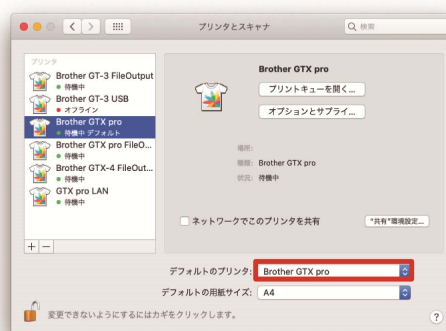 プリンタとスキャナ
検索
プリンタ
Brother GT-3 FileOutput
待機中
Brother GT-3 USB
オフライン
Brother GTX pro
待機中 デフォルト
Brother GTX pro FileO...
待機中
Brother GTX-4 FileOut...
待機中
GTX pro LAN
待機中
+ −
Brother GTX pro
プリントキューを開く...
オプションとサプライ...
場所:
種類: Brother GTX pro
状況: 待機中
ネットワークでこのプリンタを共有
"共有"環境設定...
デフォルトのプリンタ: Brother GTX pro
デフォルトの用紙サイズ: A4
変更できないようにするにはカギをクリックします。
?